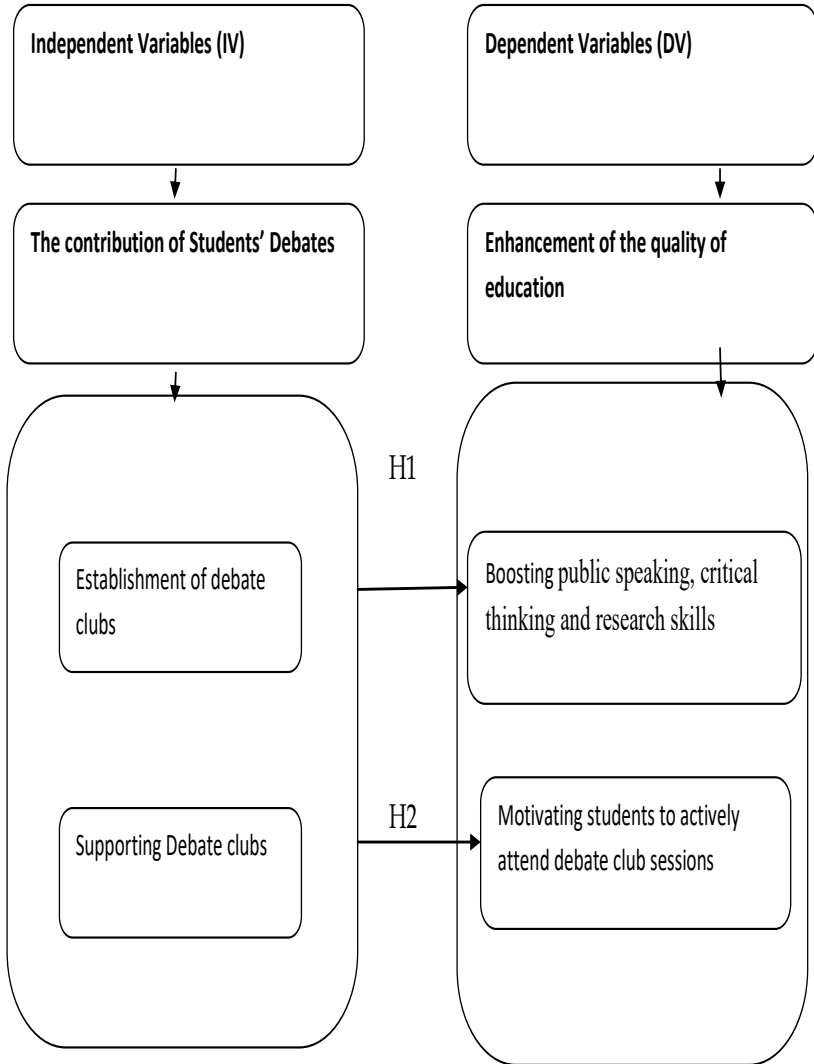 Independent Variables (IV)
Dependent Variables (DV)
The contribution of Students’ Debates
Enhancement of the quality of
education
H1
Establishment of debate
clubs
Boosting public speaking, critical
thinking and research skills
H2
Supporting Debate clubs
Motivating students to actively
attend debate club sessions